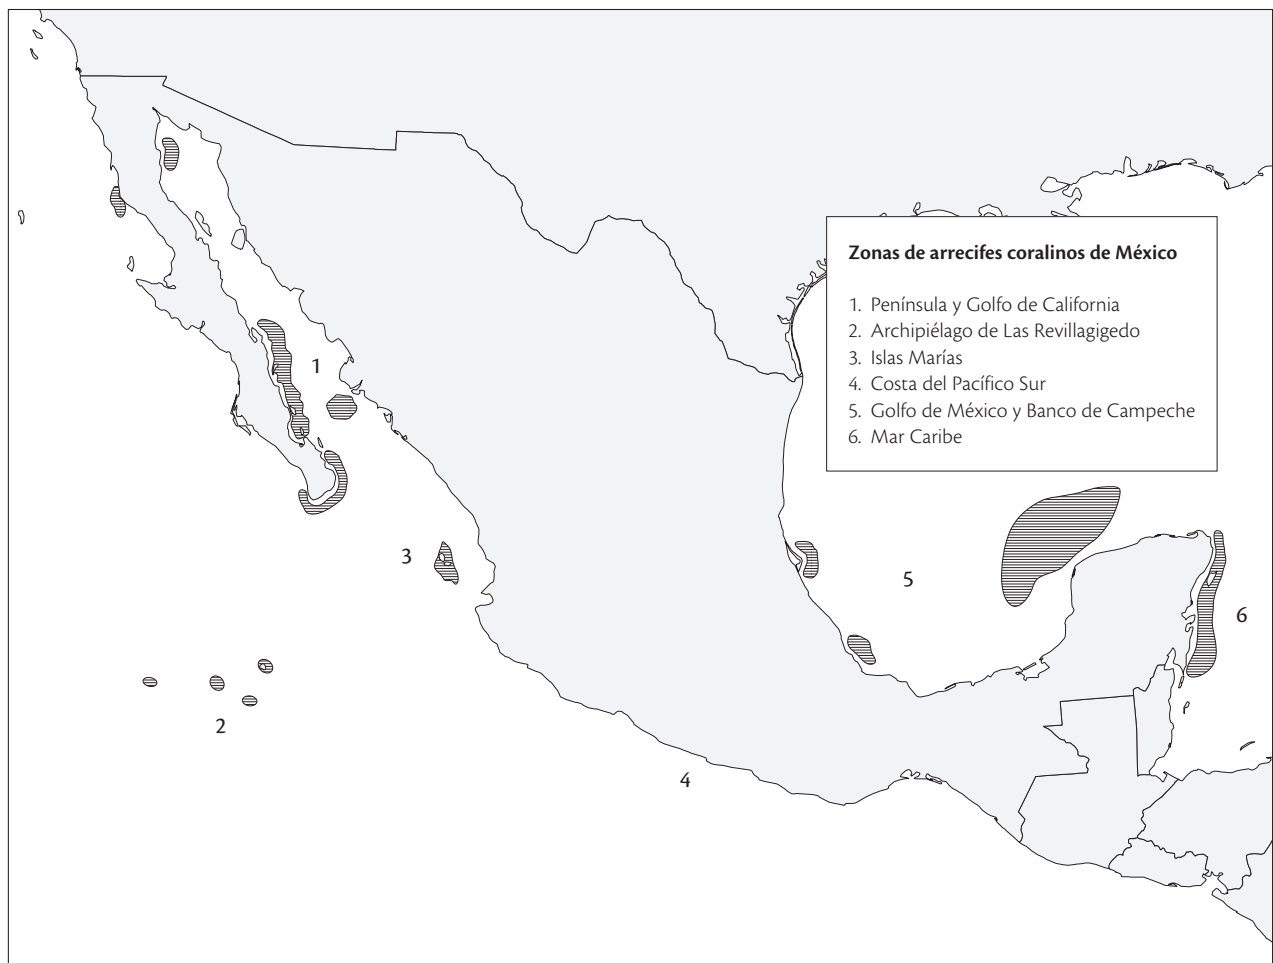 Zonas de arrecifes coralinos de México
1. Península y Golfo de California
2. Archipiélago de Las Revillagigedo
3. Islas Marías
4. Costa del Pacífico Sur
5. Golfo de México y Banco de Campeche
6. Mar Caribe
1
3
5
6
2
4